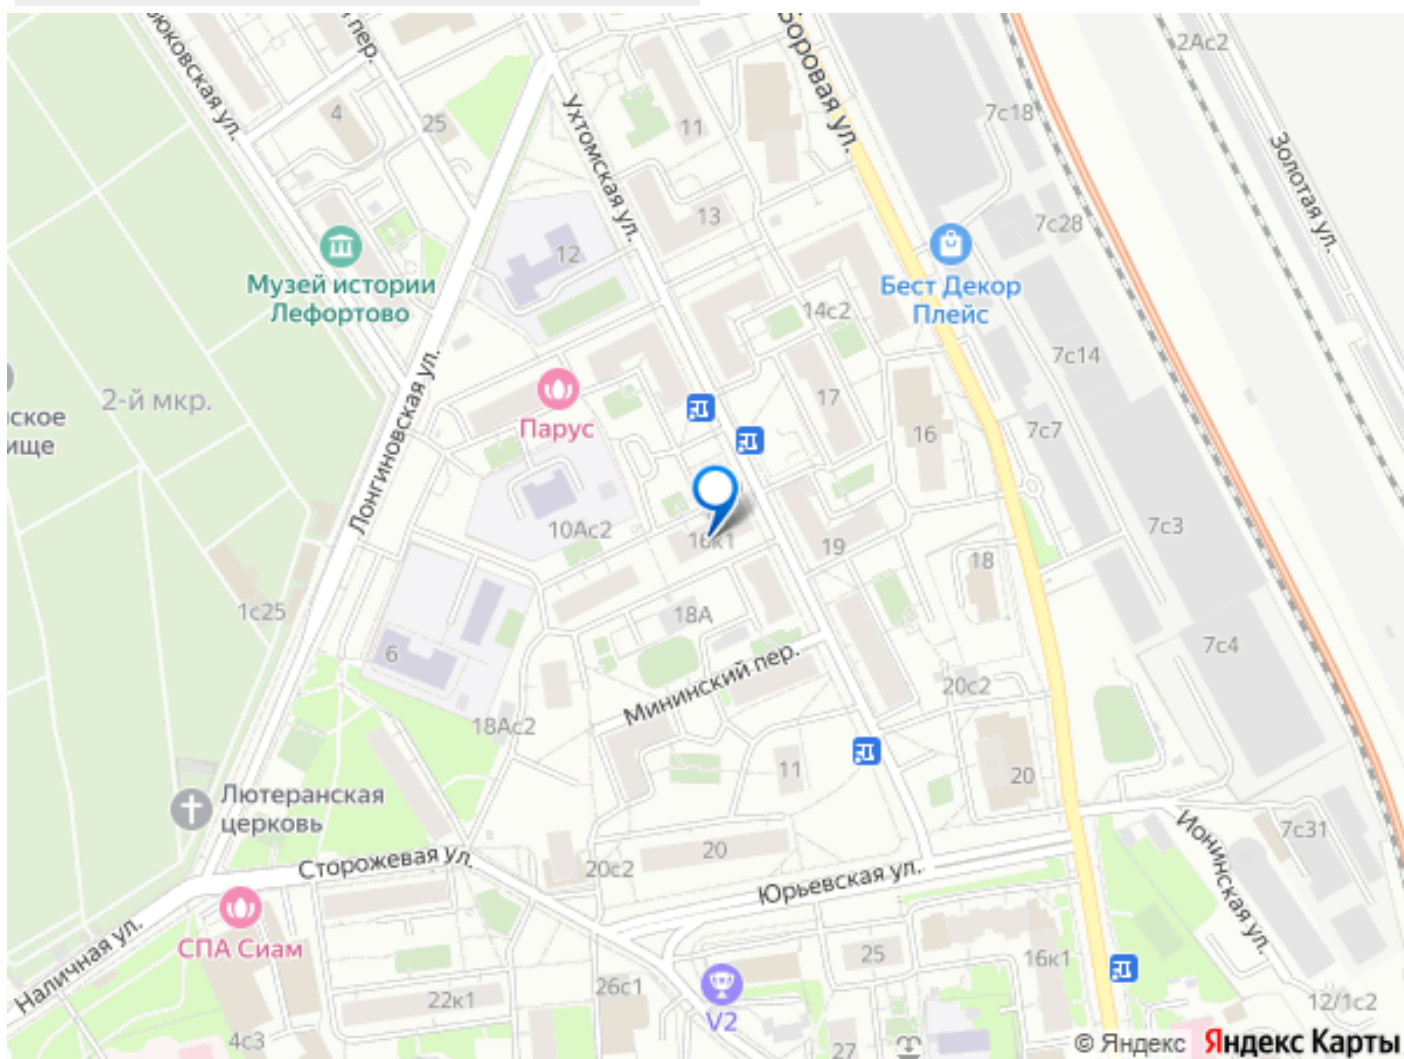 2Ас2
пер.
Боровая ул.
7с18
4
25
11
Ухтомская ул.
Золотая ул.
13
7с28
12
Музей истории
Лефортово
Бест Декор
Плейс
14с2
7с14
2-й мкр.
Парус
17
16
7с7
Лонгиновская ул.
10Ас2
16к1
19
18
7с3
1с25
18А
6
7с4
Мининский пер.
20с2
18Ас2
11
20
Лютеранская
церковь
7с31
Ионинская ул.
Сторожевая ул.
20с2
20
Юрьевская ул.
СПА Сиам
Наличная ул.
25
16к1
26с1
22к1
V2
12/1с2
4с3
27
© Яндекс Яндекс Карты